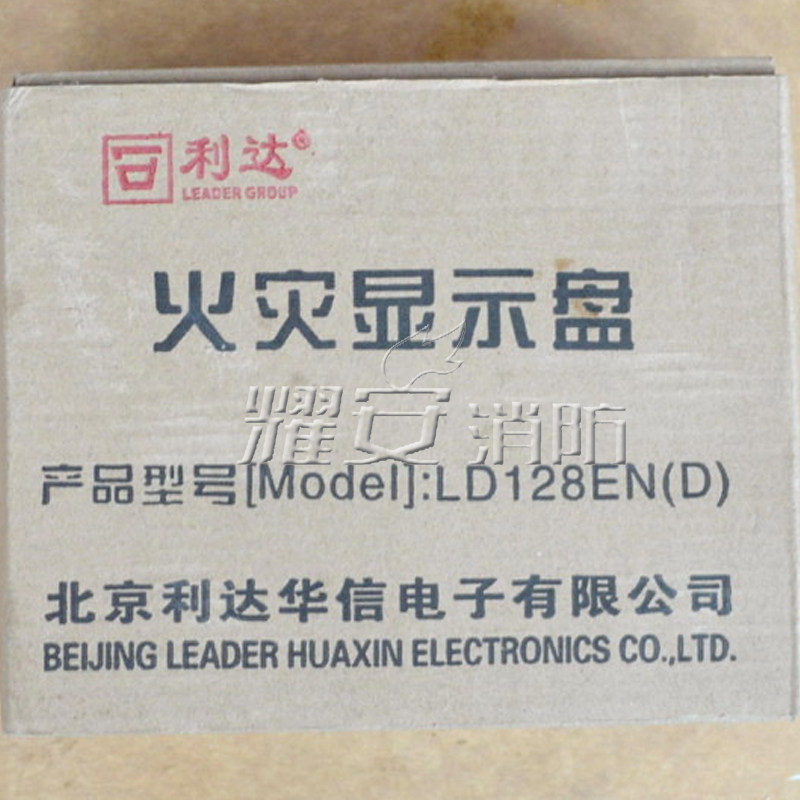 利达®
LEADER GROUP
火灾显示盘
耀安消防
产品型号[Model]:LD128EN(D)
北京利达华信电子有限公司
BEIJING LEADER HUAXIN ELECTRONICS CO.,LTD.